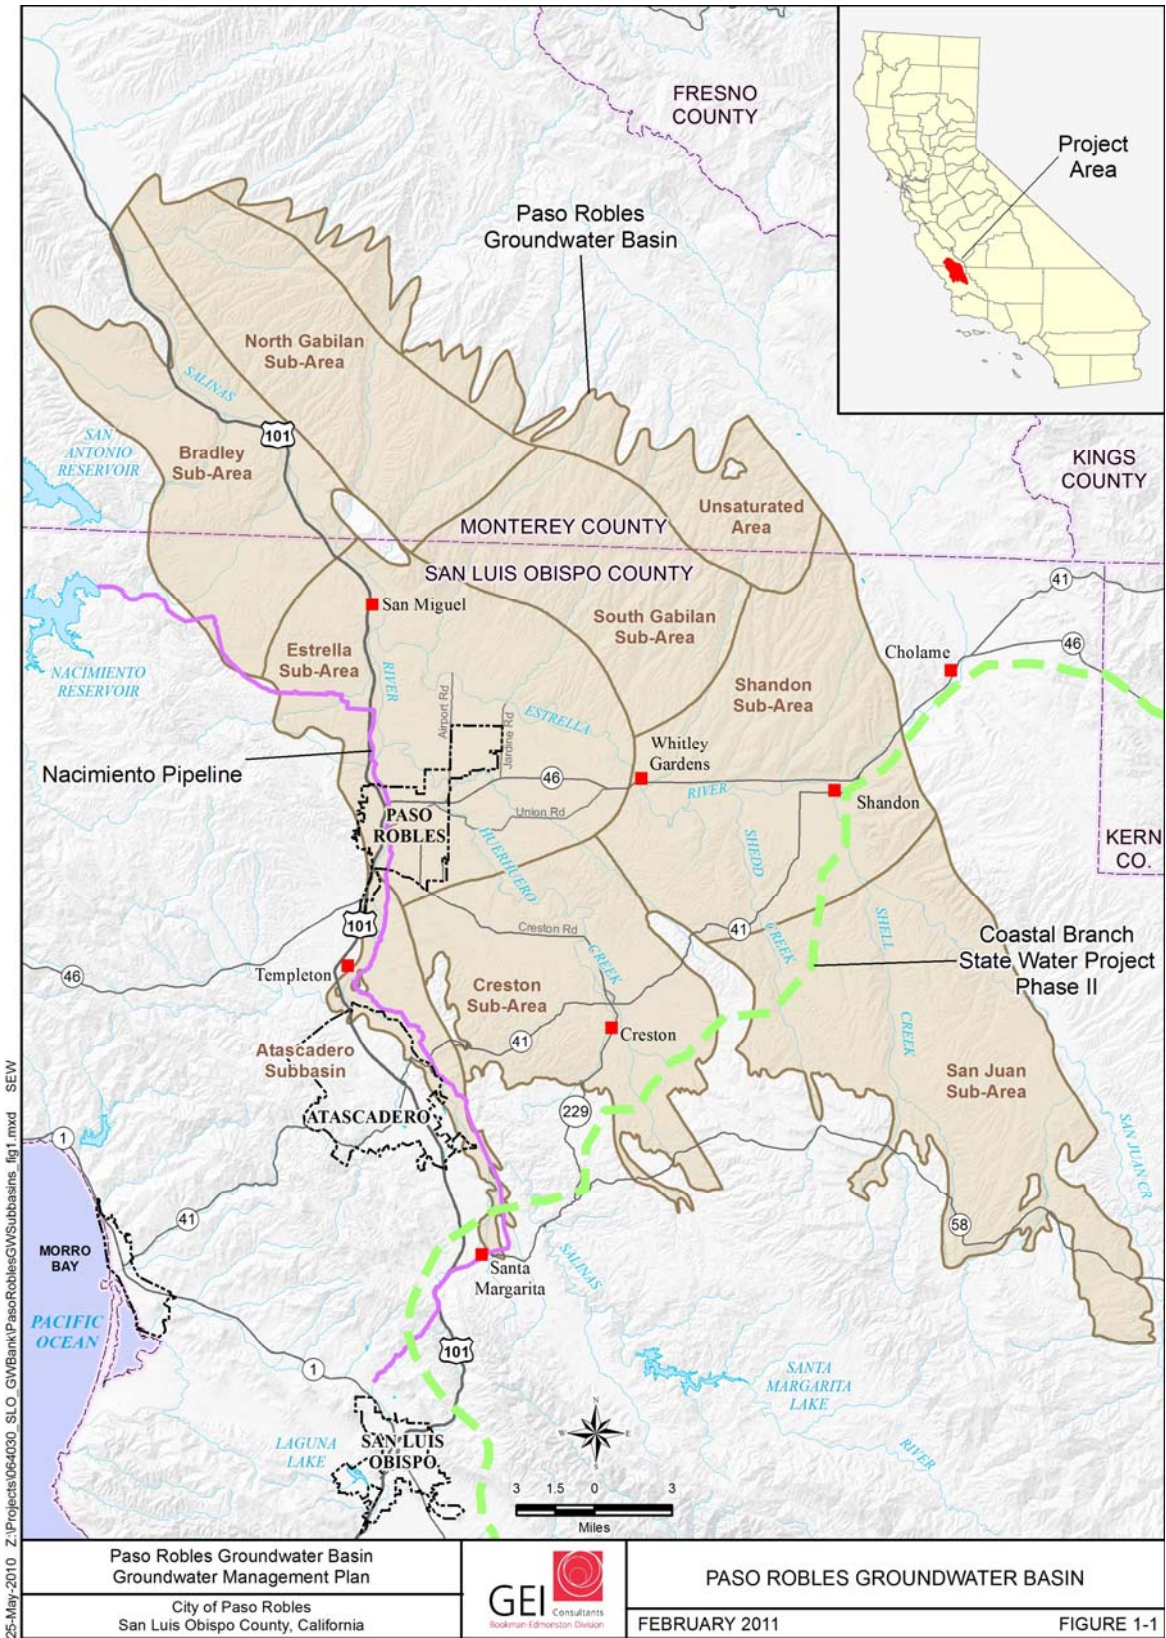 FRESNO
COUNTY
Project
Area
Paso Robles
Groundwater Basin
North Gabilan
Sub-Area
SALINAS
101
SAN
ANTONIO
RESERVOIR
Bradley
Sub-Area
KINGS
COUNTY
Unsaturated
Area
MONTEREY COUNTY
SAN LUIS OBISPO COUNTY
41
San Miguel
South Gabilan
Sub-Area
46
Estrella
Sub-Area
RIVER
Cholame
NACIMIENTO
RESERVOIR
Airport Rd
Jardine Rd
ESTRELLA
Shandon
Sub-Area
Whitley
Gardens
Nacimiento Pipeline
46
RIVER
Shandon
PASO
ROBLES
Union Rd
HUERHUERO
SHEDD
KERN
CO.
101
Creston Rd
CREEK
41
CREEK
SHELL
Coastal Branch
State Water Project
Phase II
46
Templeton
Creston
Sub-Area
CREEK
Creston
41
Atascadero
Subbasin
San Juan
Sub-Area
ATASCADERO
229
SAN JUAN CR
1
41
58
MORRO
BAY
Santa
Margarita
SALINAS
PACIFIC
OCEAN
1
101
SANTA
MARGARITA
LAKE
N
W
E
S
LAGUNA
LAKE
SAN LUIS
OBISPO
RIVER
3 1.5 0 3
Miles
25-May-2010 Z:\Projects\064030_SLO_GWBank\PasoRoblesGWSubbasins_fig1.mxd SEW
Paso Robles Groundwater Basin
Groundwater Management Plan
City of Paso Robles
San Luis Obispo County, California
GEI Consultants
Bookman-Edmonston Division
PASO ROBLES GROUNDWATER BASIN
FEBRUARY 2011
FIGURE 1-1